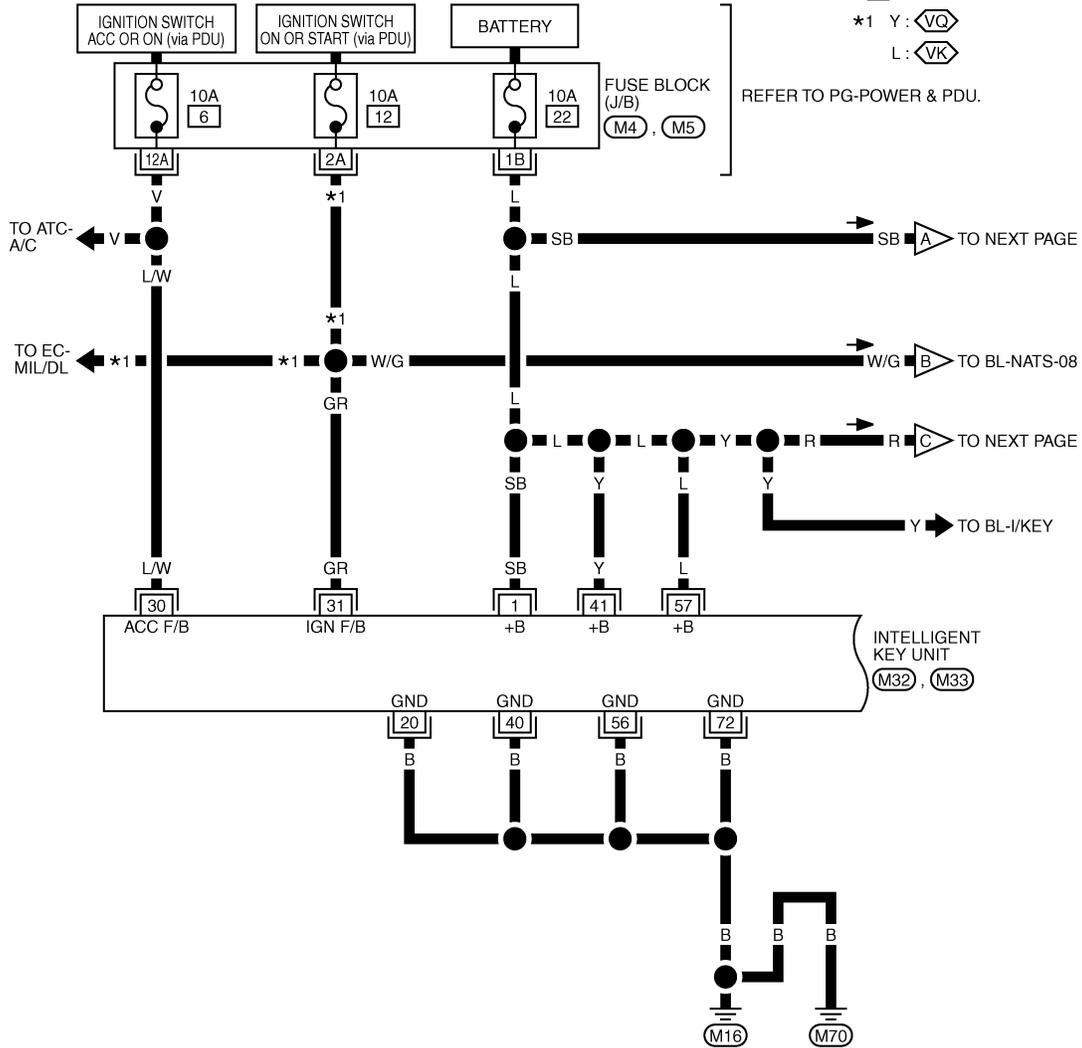 IGNITION SWITCH
ACC OR ON (via PDU)
IGNITION SWITCH
ON OR START (via PDU)
BATTERY
*1 Y : VQ
L : VK
10A
6
10A
12
10A
22
FUSE BLOCK
(J/B)
M4 , M5
REFER TO PG-POWER & PDU.
12A
2A
1B
V
*1
L
TO ATC-
A/C
V
SB
SB
A
TO NEXT PAGE
L/W
L
*1
TO EC-
MIL/DL
*1
*1
W/G
W/G
B
TO BL-NATS-08
GR
L
L
L
Y
R
R
C
TO NEXT PAGE
SB
Y
L
Y
Y
TO BL-I/KEY
L/W
GR
SB
Y
L
30
31
1
41
57
ACC F/B
IGN F/B
+B
+B
+B
INTELLIGENT
KEY UNIT
M32 , M33
GND
GND
GND
GND
20
40
56
72
B
B
B
B
B
B
B
M16
M70